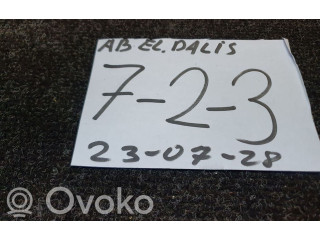 AB EL.DALIS
7-2-3
23-07-28
Ovoko